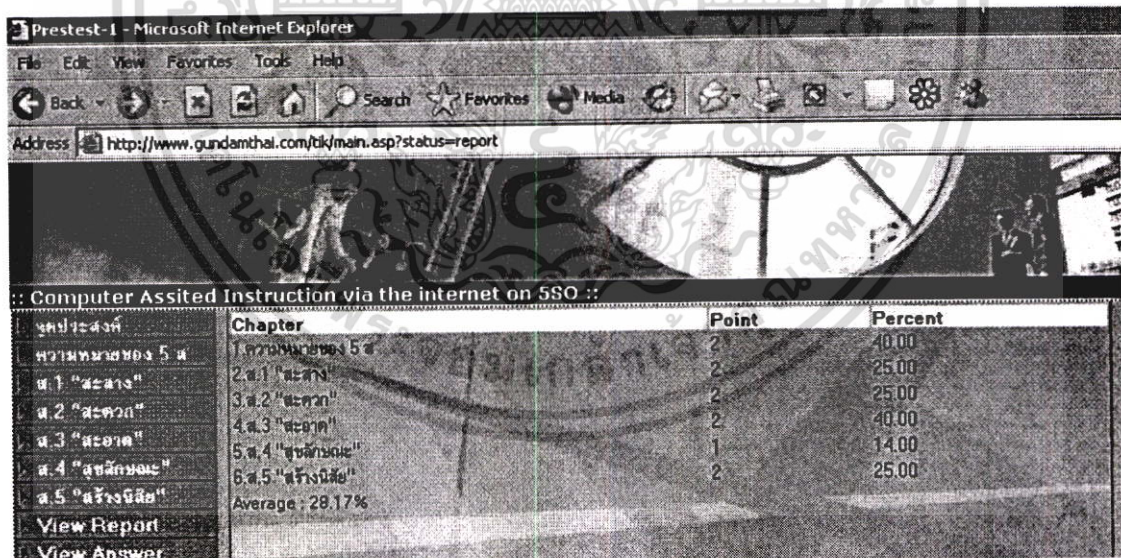 Prestest-1 - Microsoft Internet Explorer
File Edit View Favorites Tools Help
Back Search Favorites Media
Address http://www.gundamthai.com/tik/main.asp?status=report
:: Computer Assited Instruction via the internet on 5SO ::
จุดประสงค์
ความหมายของ 5 ส
ส.1 "สะสาง"
ส.2 "สะดวก"
ส.3 "สะอาด"
ส.4 "สุขลักษณะ"
ส.5 "สร้างนิสัย"
View Report
View Answer
Chapter Point Percent
1.ความหมายของ 5 ส 2 40.00
2.ส.1 "สะสาง" 2 25.00
3.ส.2 "สะดวก" 2 25.00
4.ส.3 "สะอาด" 2 40.00
5.ส.4 "สุขลักษณะ" 1 14.00
6.ส.5 "สร้างนิสัย" 2 25.00
Average : 28.17%